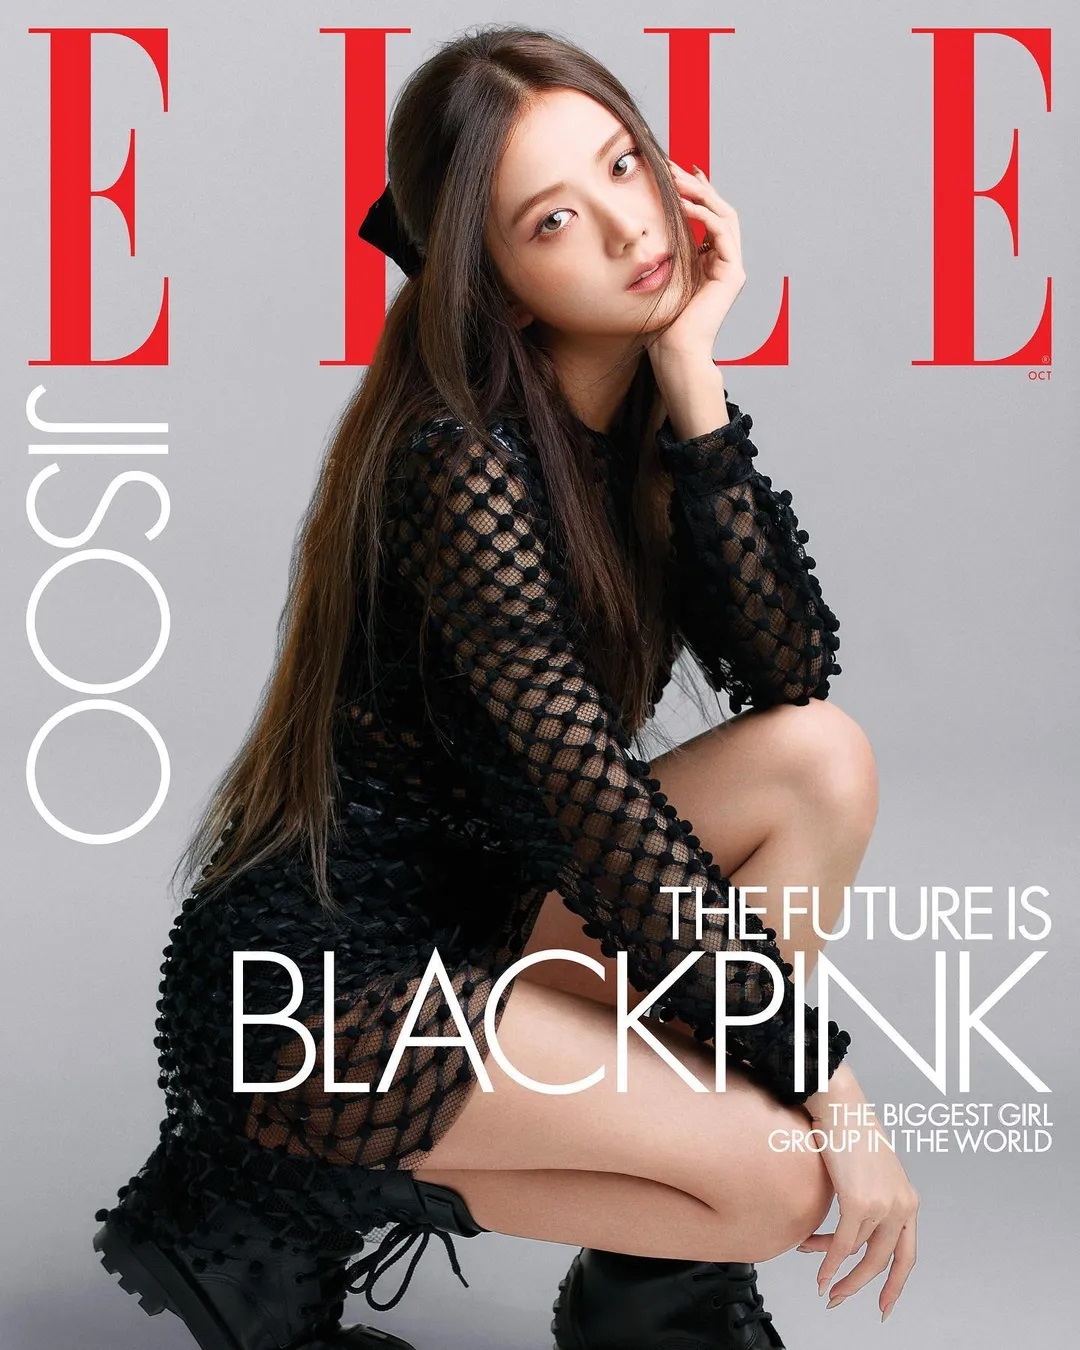 ELLE
®
OCT
JISOO
THE FUTURE IS
BLACKPINK
THE BIGGEST GIRL
GROUP IN THE WORLD